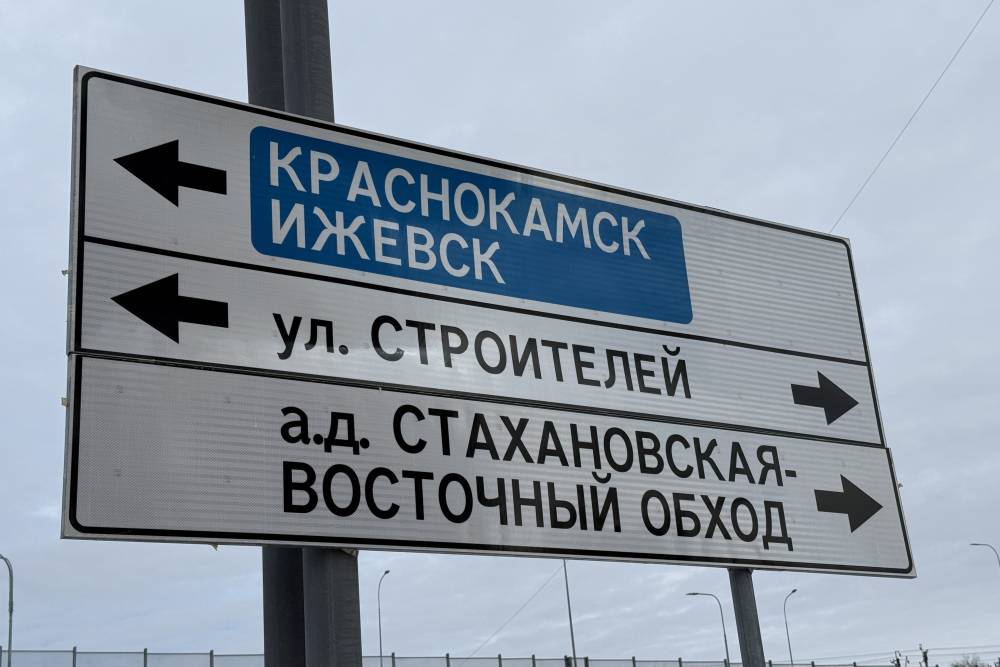 КРАСНОКАМСК
ИЖЕВСК
ул. СТРОИТЕЛЕЙ
а.д. СТАХАНОВСКАЯ-
ВОСТОЧНЫЙ ОБХОД